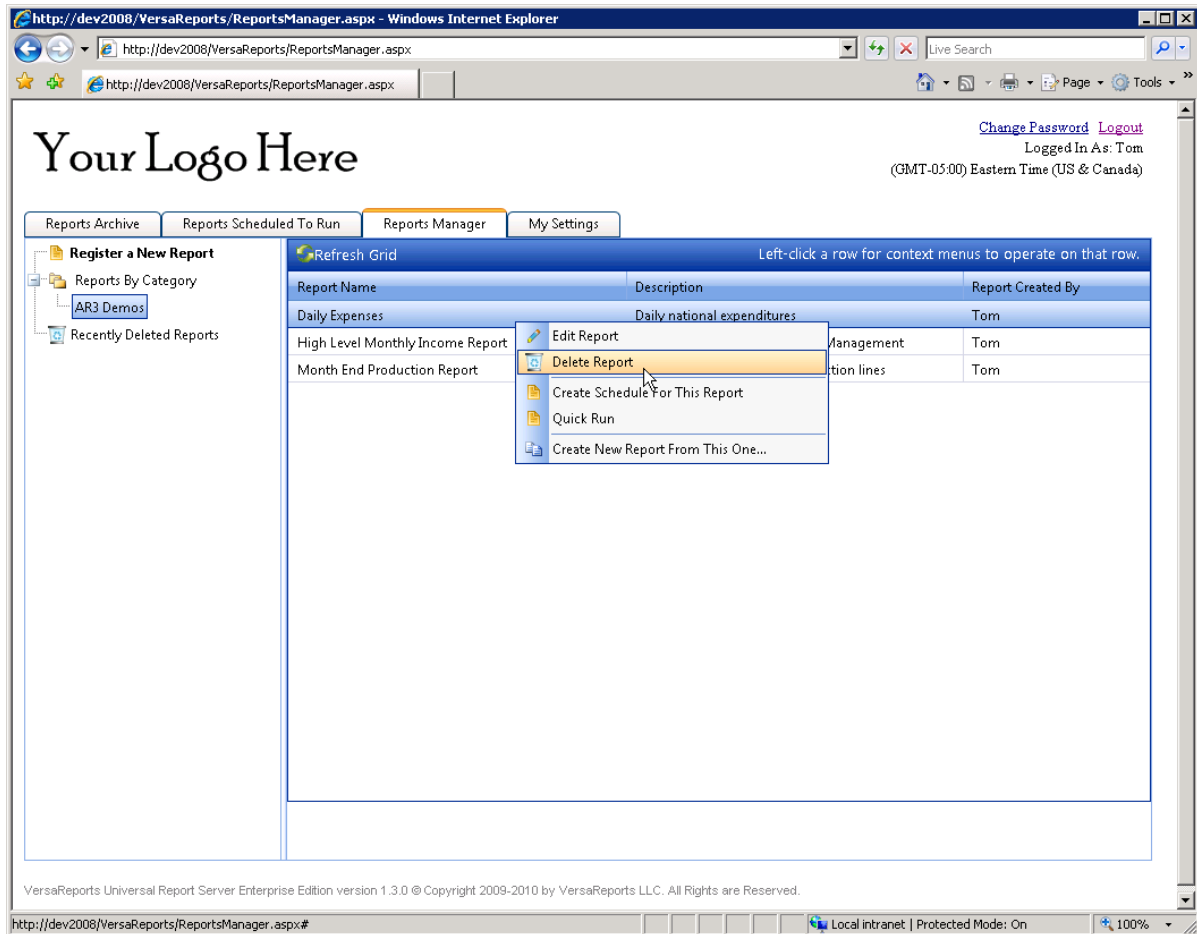 http://dev2008/VersaReports/ReportsManager.aspx - Windows Internet Explorer
http://dev2008/VersaReports/ReportsManager.aspx
Live Search
http://dev2008/VersaReports/ReportsManager.aspx
Page
Tools
Your Logo Here
Change Password Logout
Logged In As: Tom
(GMT-05:00) Eastern Time (US & Canada)
Reports Archive
Reports Scheduled To Run
Reports Manager
My Settings
Register a New Report
Reports By Category
AR3 Demos
Recently Deleted Reports
Refresh Grid
Left-click a row for context menus to operate on that row.
Report Name Description Report Created By
Daily Expenses Daily national expenditures Tom
High Level Monthly Income Report Management Tom
Month End Production Report lines Tom
Edit Report
Delete Report
Create Schedule For This Report
Quick Run
Create New Report From This One...
VersaReports Universal Report Server Enterprise Edition version 1.3.0 © Copyright 2009-2010 by VersaReports LLC. All Rights are Reserved.
http://dev2008/VersaReports/ReportsManager.aspx#
Local intranet | Protected Mode: On
100%